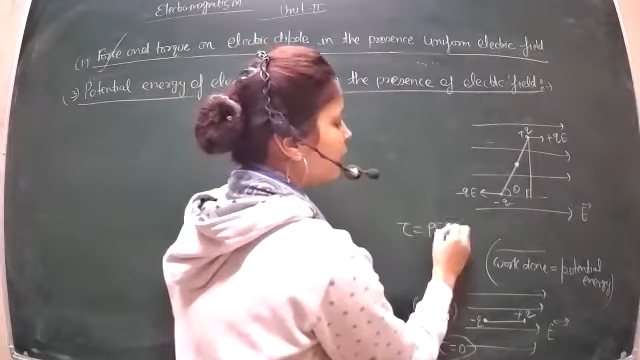 Electromagnetism Unit II
(1) Force and torque on electric dipole in the presence uniform electric field
(2) Potential energy of elec the presence of electric field :→
+q
+qE
-qE
θ
-q
E
τ = p
(work done = potential
energy)
-q +q
E
= 0